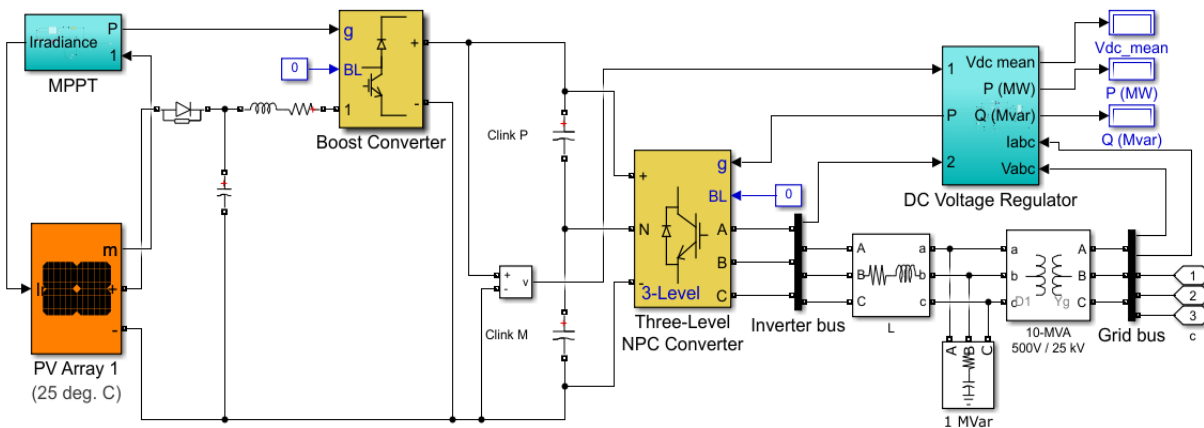 Irradiance
P
1
MPPT
0
g
BL
1
+
-
Boost Converter
Clink P
Clink M
m
+
-
PV Array 1
(25 deg. C)
+
-
v
g
BL
0
+
N
-
A
B
C
3-Level
Three-Level
NPC Converter
Inverter bus
1
P
2
Vdc mean
P (MW)
Q (Mvar)
Iabc
Vabc
DC Voltage Regulator
Vdc_mean
P (MW)
Q (Mvar)
A
B
C
a
b
c
L
a
b
c
D1
Yg
A
B
C
10-MVA
500V / 25 kV
A
B
C
1 MVar
Grid bus
1
2
3
c